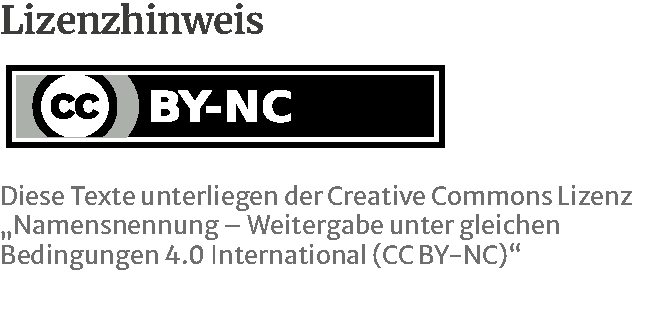 Lizenzhinweis
cc BY-NC
Diese Texte unterliegen der Creative Commons Lizenz
„Namensnennung – Weitergabe unter gleichen
Bedingungen 4.0 International (CC BY-NC)“